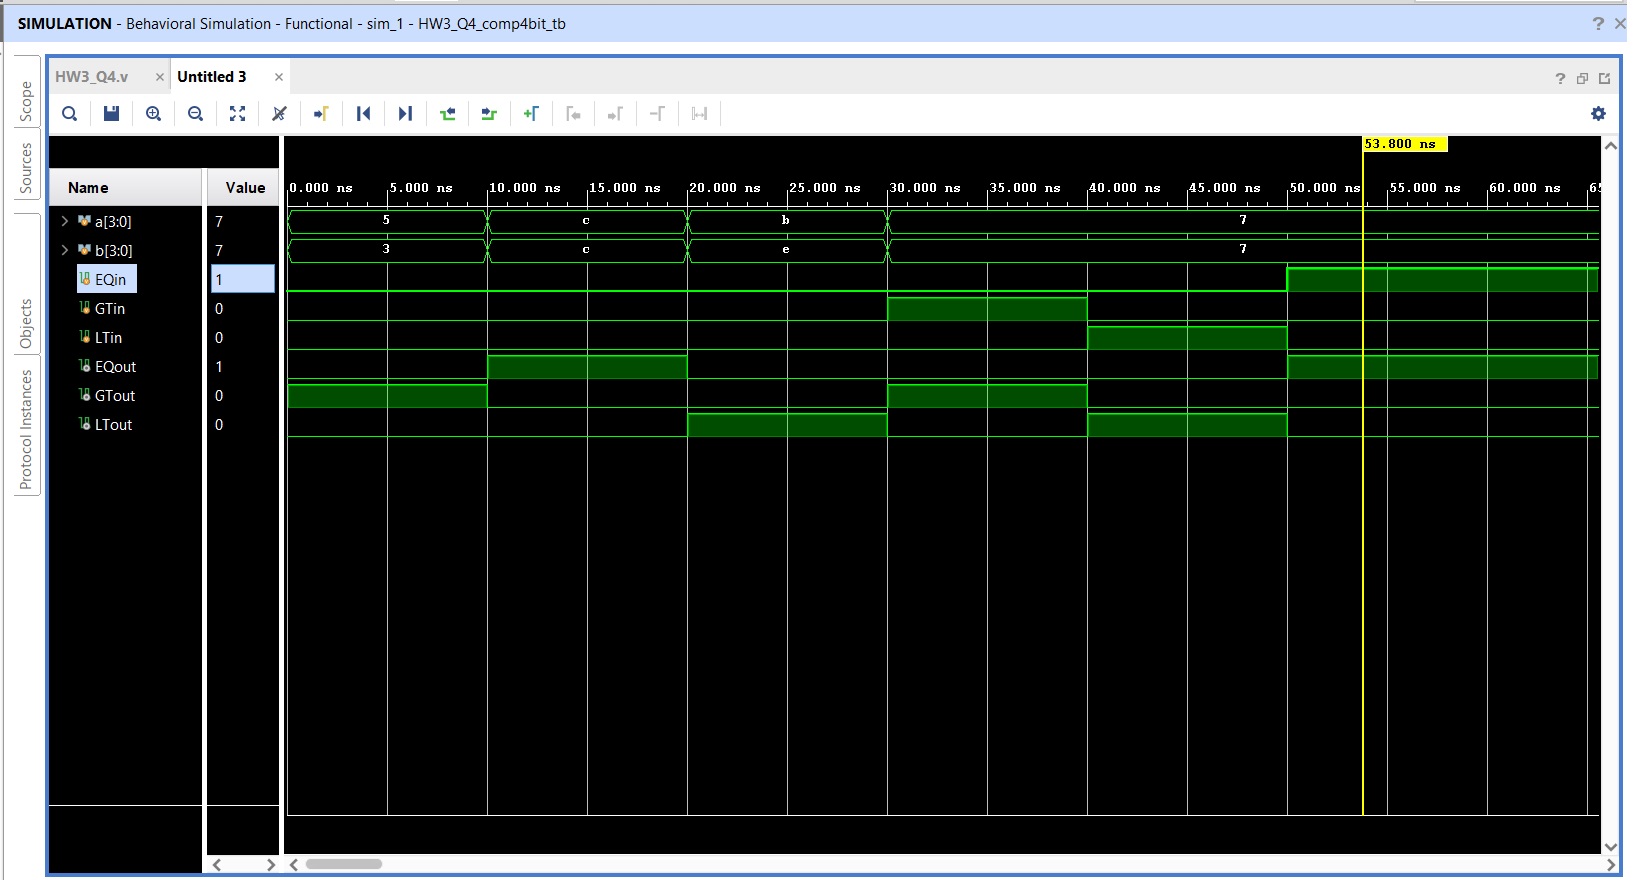 SIMULATION - Behavioral Simulation - Functional - sim_1 - HW3_Q4_comp4bit_tb
Scope
Sources
Objects
Protocol Instances
HW3_Q4.v
Untitled 3
53.800 ns
Name Value
0.000 ns 5.000 ns 10.000 ns 15.000 ns 20.000 ns 25.000 ns 30.000 ns 35.000 ns 40.000 ns 45.000 ns 50.000 ns 55.000 ns 60.000 ns 65
a[3:0] 7 5 c b 7
b[3:0] 7 3 c e 7
EQin 1
GTin 0
LTin 0
EQout 1
GTout 0
LTout 0